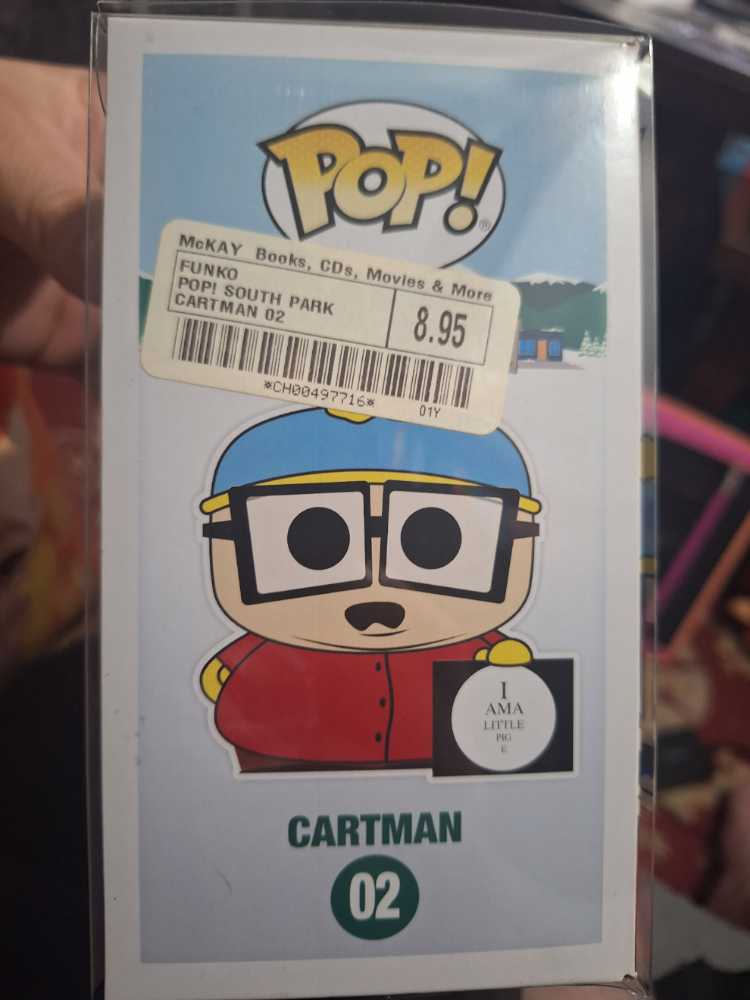 POP!
®
McKAY Books, CDs, Movies & More
FUNKO
POP! SOUTH PARK
CARTMAN 02
8.95
*CH00497716*
01Y
I
AMA
LITTLE
PIG
E
CARTMAN
02